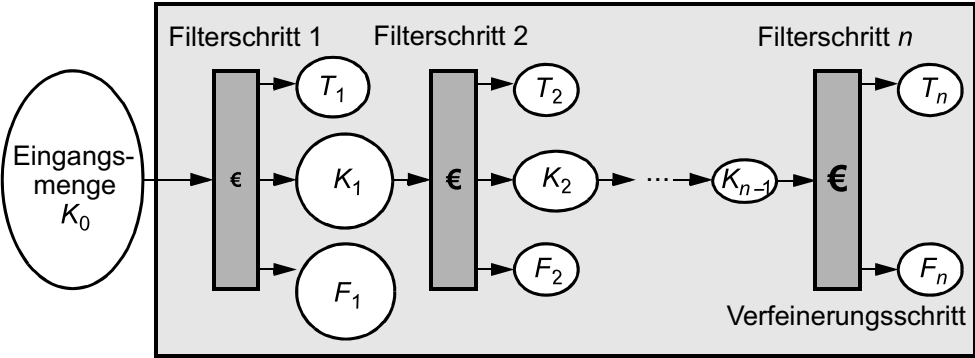 Filterschritt 1
Filterschritt 2
Filterschritt n
Eingangs-
menge
K0
€
T1
K1
F1
€
T2
K2
F2
...
Kn–1
€
Tn
Fn
Verfeinerungsschritt